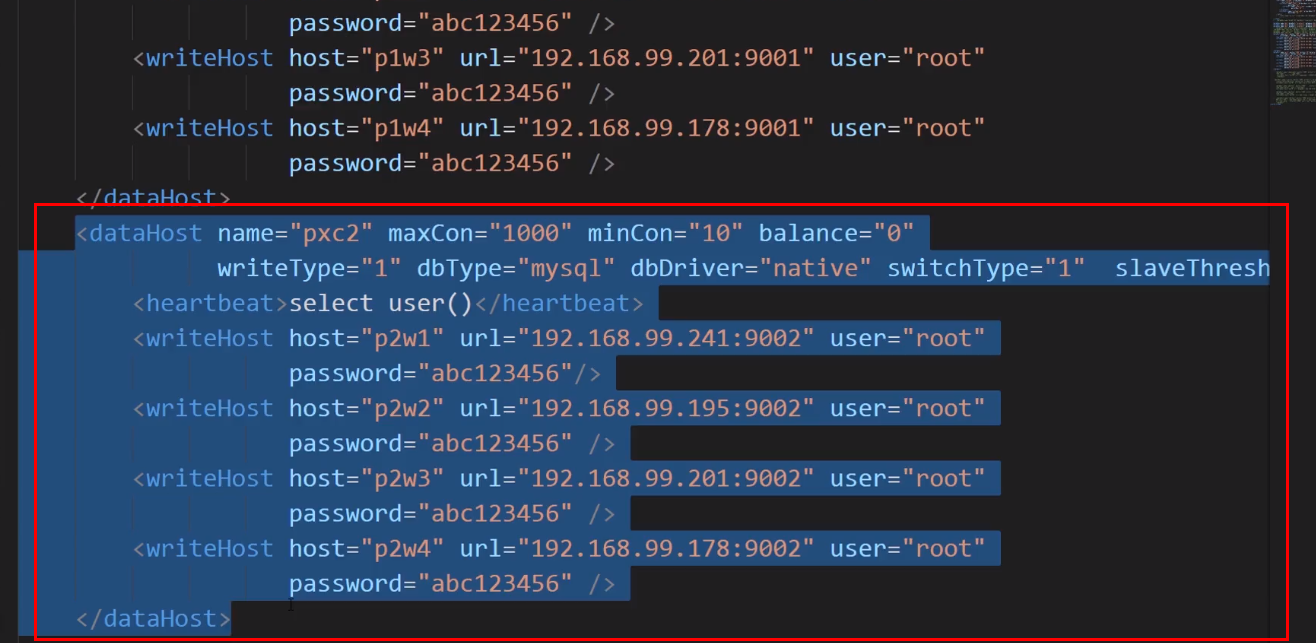 password="abc123456" />
<writeHost host="p1w3" url="192.168.99.201:9001" user="root"
password="abc123456" />
<writeHost host="p1w4" url="192.168.99.178:9001" user="root"
password="abc123456" />
</dataHost>
<dataHost name="pxc2" maxCon="1000" minCon="10" balance="0"
writeType="1" dbType="mysql" dbDriver="native" switchType="1" slaveThresh
<heartbeat>select user()</heartbeat>
<writeHost host="p2w1" url="192.168.99.241:9002" user="root"
password="abc123456"/>
<writeHost host="p2w2" url="192.168.99.195:9002" user="root"
password="abc123456" />
<writeHost host="p2w3" url="192.168.99.201:9002" user="root"
password="abc123456" />
<writeHost host="p2w4" url="192.168.99.178:9002" user="root"
password="abc123456" />
</dataHost>